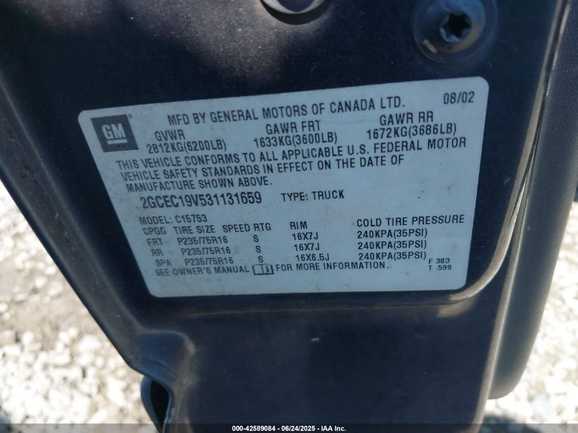 MFD BY GENERAL MOTORS OF CANADA LTD. 08/02
GM
GVWR GAWR FRT GAWR RR
2812KG(6200LB) 1633KG(3600LB) 1672KG(3686LB)
THIS VEHICLE CONFORMS TO ALL APPLICABLE U.S. FEDERAL MOTOR
VEHICLE SAFETY STANDARDS IN EFFECT ON THE DATE OF
MANUFACTURE SHOWN ABOVE.
2GCEC19V531131659 TYPE: TRUCK
MODEL: C15753
CPGG TIRE SIZE SPEED RTG RIM COLD TIRE PRESSURE
FRT P235/75R16 S 16X7J 240KPA(35PSI)
RR P235/75R16 S 16X7J 240KPA(35PSI)
SPA P235/75R16 S 16X6.5J 240KPA(35PSI)
SEE OWNER'S MANUAL FOR MORE INFORMATION.
F 383
T 599
000-42589084 - 06/24/2025 - IAA Inc.